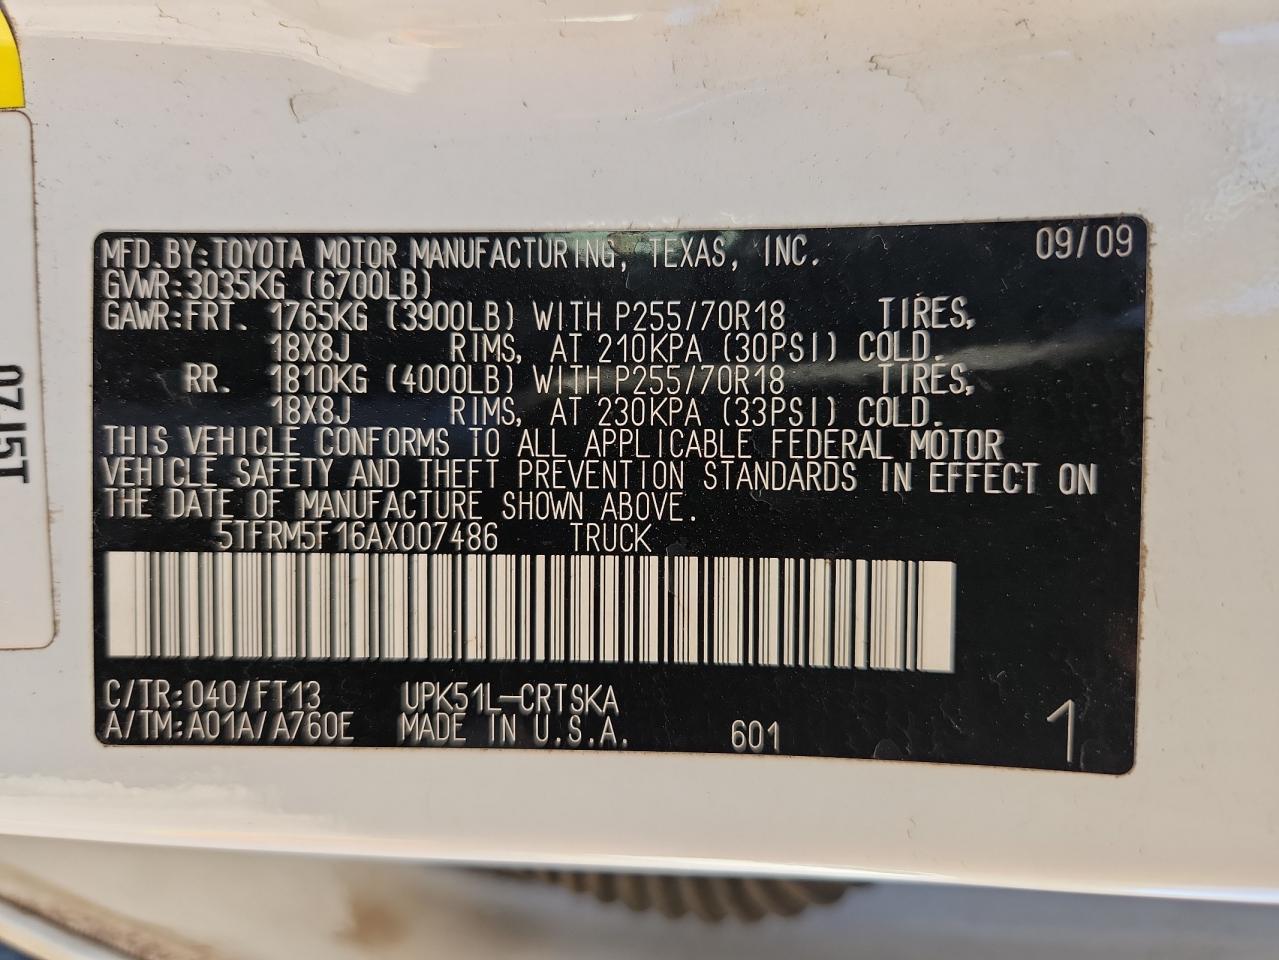 MFD.BY:TOYOTA MOTOR MANUFACTURING, TEXAS, INC. 09/09
GVWR:3035KG (6700LB)
GAWR:FRT. 1765KG (3900LB) WITH P255/70R18 TIRES,
18X8J RIMS, AT 210KPA (30PSI) COLD.
RR. 1810KG (4000LB) WITH P255/70R18 TIRES,
18X8J RIMS, AT 230KPA (33PSI) COLD.
THIS VEHICLE CONFORMS TO ALL APPLICABLE FEDERAL MOTOR
VEHICLE SAFETY AND THEFT PREVENTION STANDARDS IN EFFECT ON
THE DATE OF MANUFACTURE SHOWN ABOVE.
5TFRM5F16AX007486 TRUCK
C/TR:040/FT13 UPK51L-CRTSKA
A/TM:A01A/A760E MADE IN U.S.A. 601 1